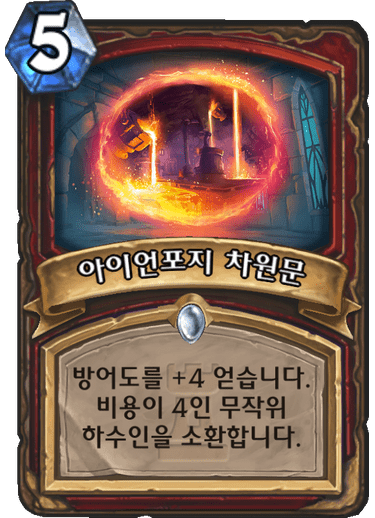 5
아이언포지 차원문
방어도를 +4 얻습니다.
비용이 4인 무작위
하수인을 소환합니다.